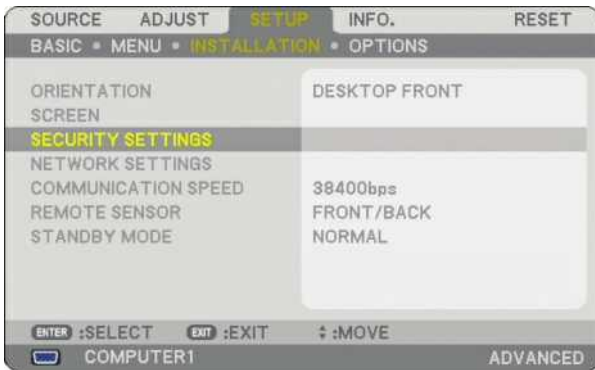 SOURCE ADJUST SETUP INFO. RESET
BASIC • MENU • INSTALLATION • OPTIONS
ORIENTATION DESKTOP FRONT
SCREEN
SECURITY SETTINGS
NETWORK SETTINGS
COMMUNICATION SPEED 38400bps
REMOTE SENSOR FRONT/BACK
STANDBY MODE NORMAL
ENTER :SELECT EXIT :EXIT ↕ :MOVE
COMPUTER1 ADVANCED